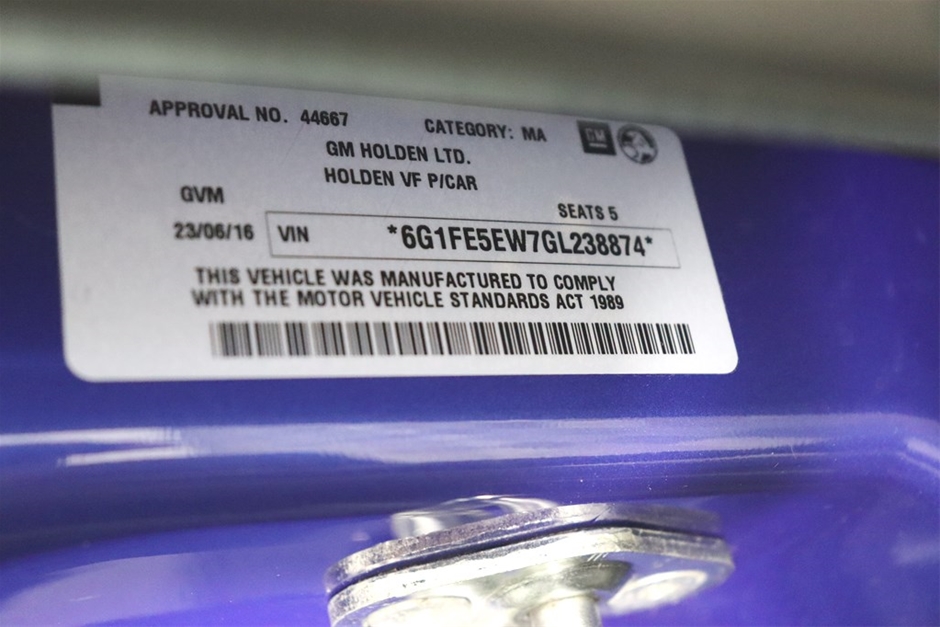 APPROVAL NO. 44667 CATEGORY: MA GM
GM HOLDEN LTD.
HOLDEN VF P/CAR
GVM SEATS 5
23/06/16 VIN *6G1FE5EW7GL238874*
THIS VEHICLE WAS MANUFACTURED TO COMPLY
WITH THE MOTOR VEHICLE STANDARDS ACT 1989